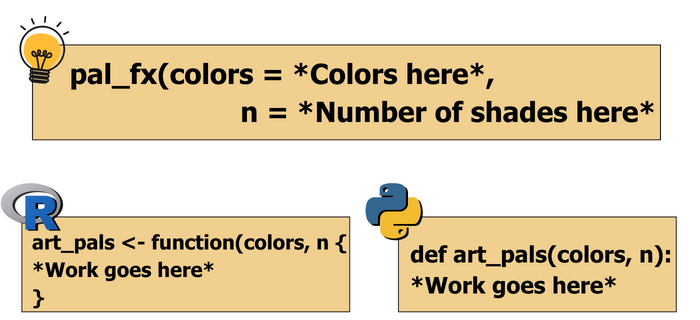 pal_fx(colors = *Colors here*,
n = *Number of shades here*
R
art_pals <- function(colors, n {
*Work goes here*
}
def art_pals(colors, n):
*Work goes here*